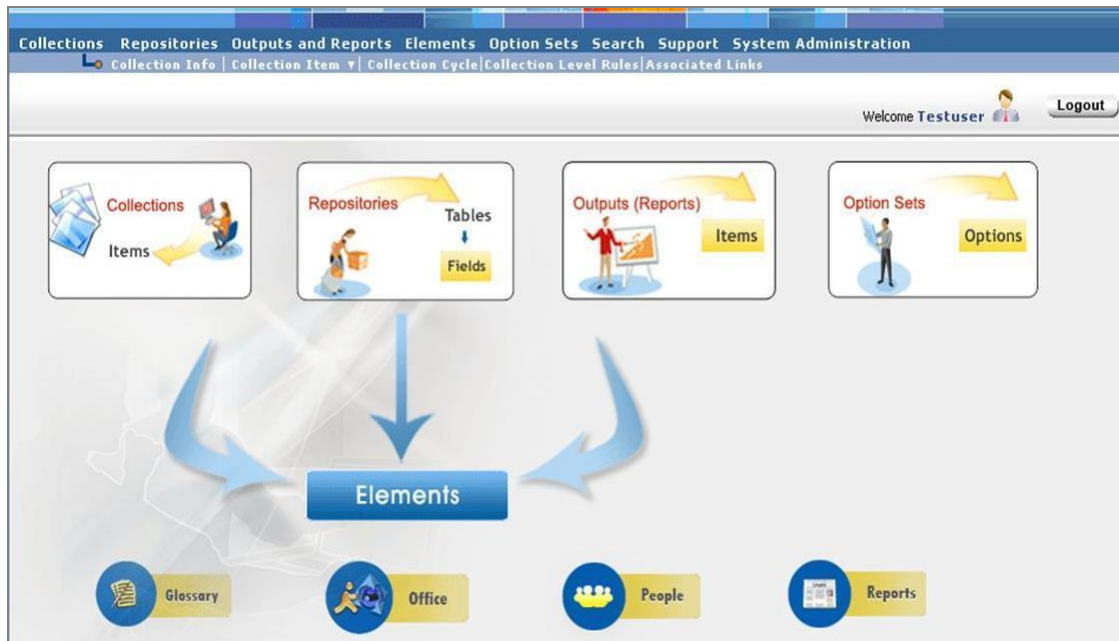 Collections Repositories Outputs and Reports Elements Option Sets Search Support System Administration
Collection Info | Collection Item ▼ | Collection Cycle|Collection Level Rules|Associated Links
Welcome Testuser
Logout
Collections
Items
Repositories
Tables
Fields
Outputs (Reports)
Items
Option Sets
Options
Elements
Glossary
Office
People
Reports